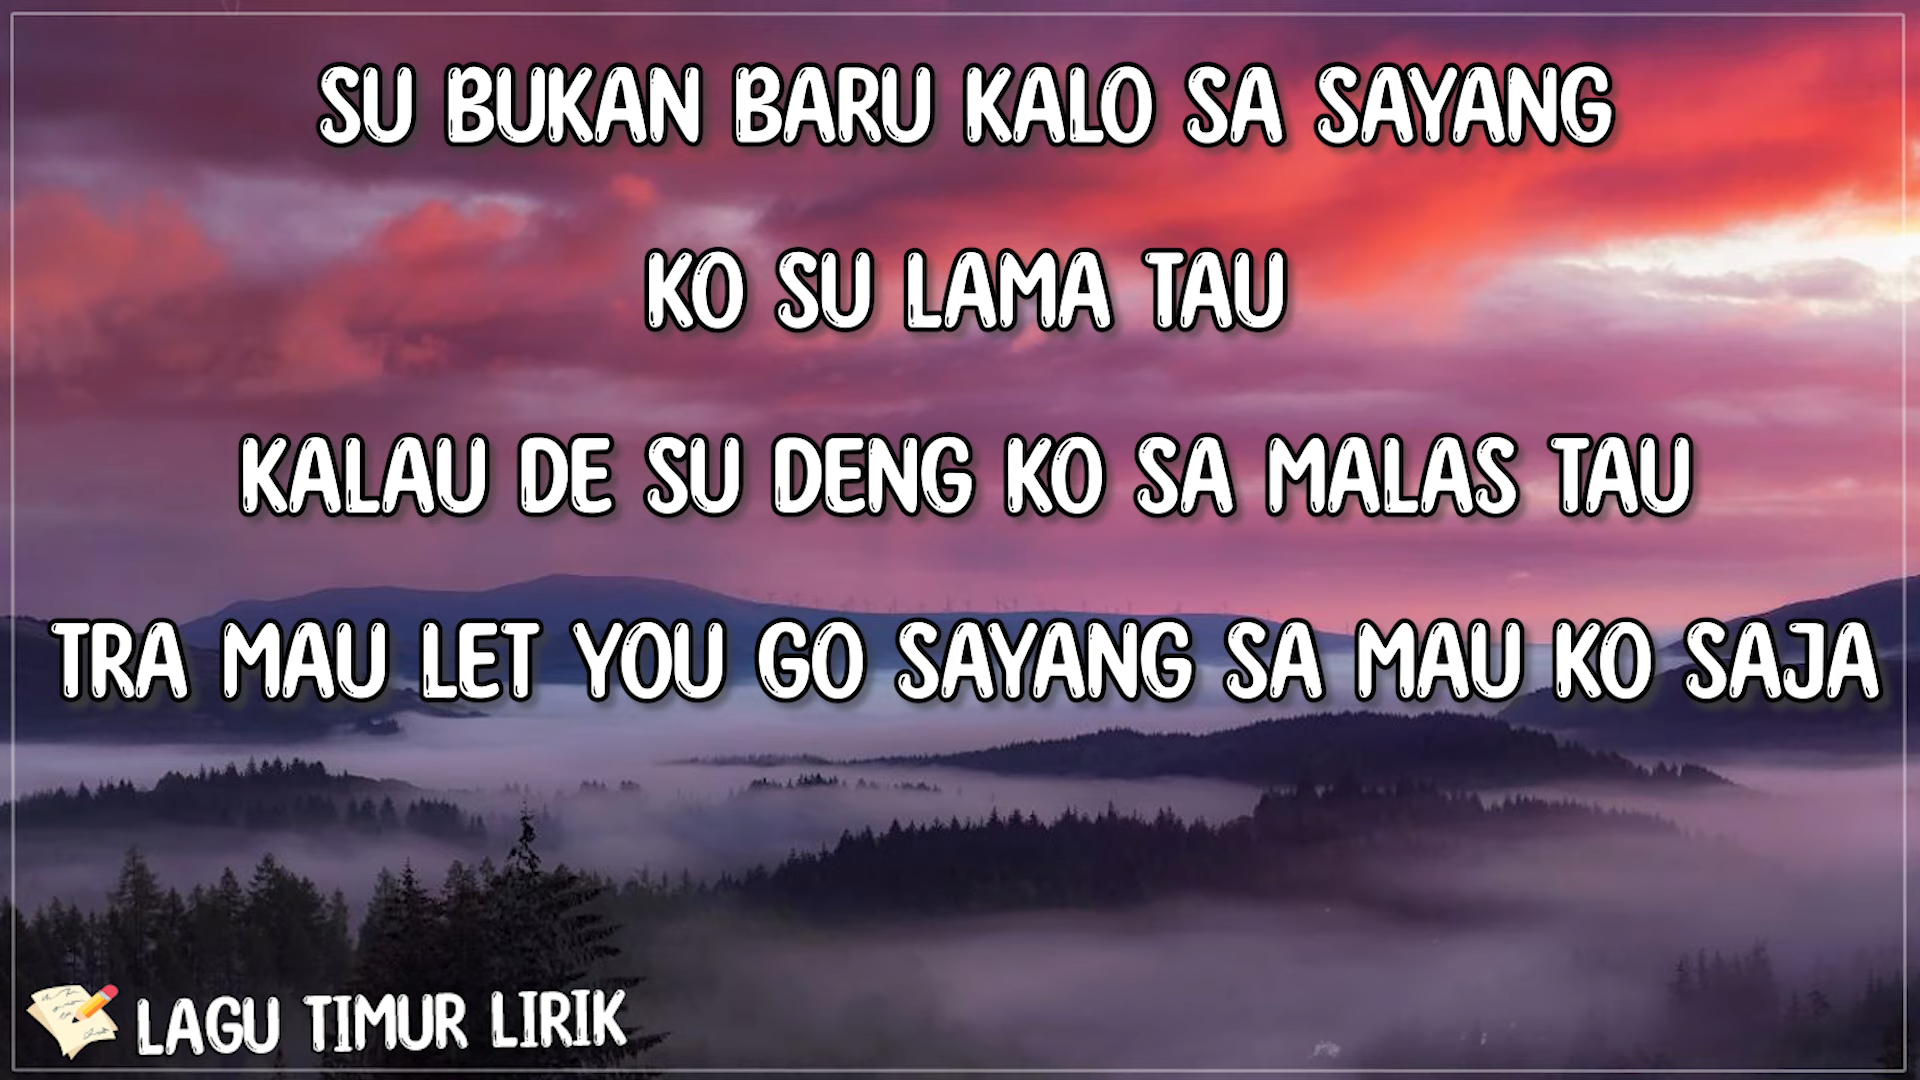 SU BUKAN BARU KALO SA SAYANG
KO SU LAMA TAU
KALAU DE SU DENG KO SA MALAS TAU
TRA MAU LET YOU GO SAYANG SA MAU KO SAJA
LAGU TIMUR LIRIK